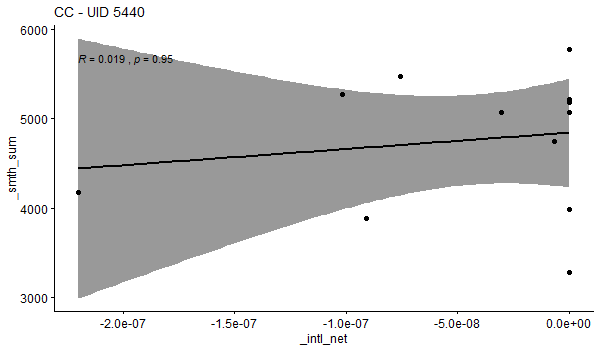 CC - UID 5440
6000
R = 0.019 , p = 0.95
5000
_smth_sum
4000
3000
-2.0e-07 -1.5e-07 -1.0e-07 -5.0e-08 0.0e+00
_intl_net